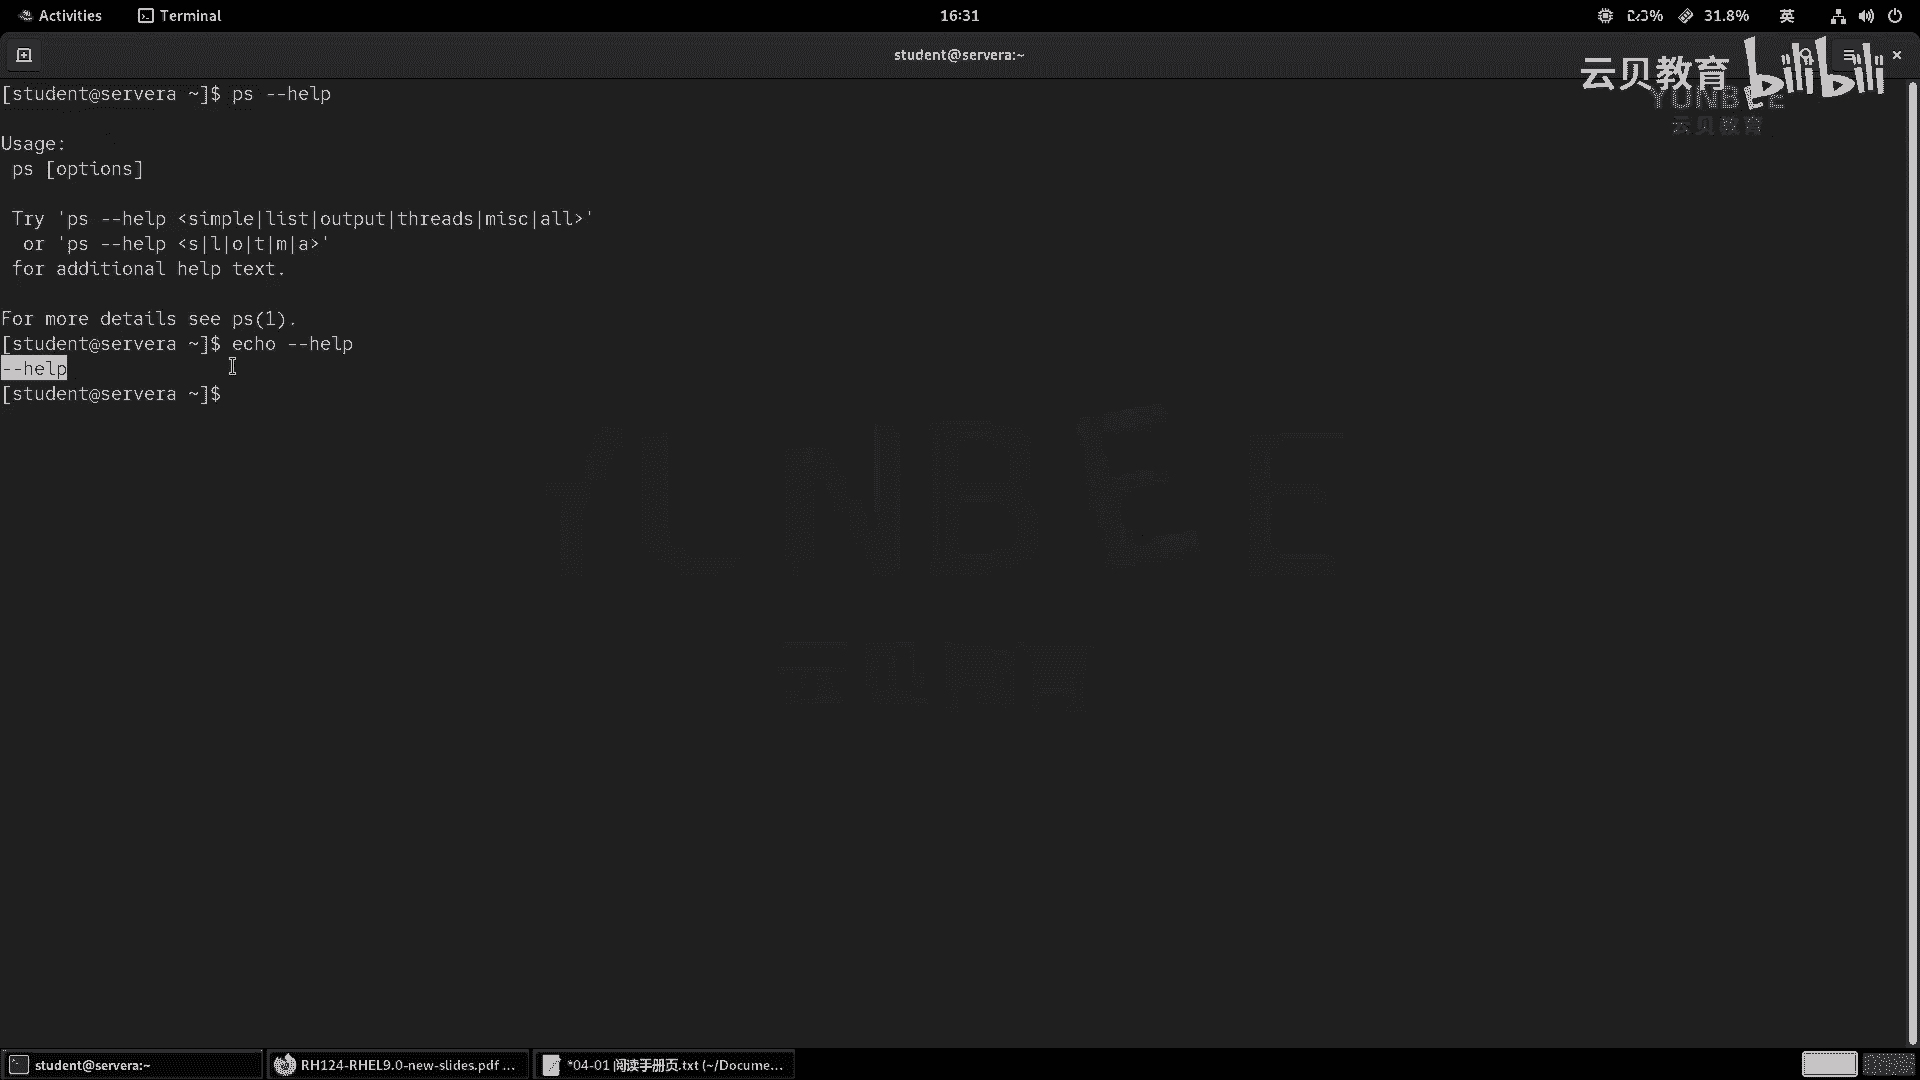 Activities
Terminal
16:31
31.8%
英
student@servera:~
云贝教育 bilibili
YUNBEE
云贝教育
[student@servera ~]$ ps --help
Usage:
ps [options]
Try 'ps --help <simple|list|output|threads|misc|all>'
or 'ps --help <s|l|o|t|m|a>'
for additional help text.
For more details see ps(1).
[student@servera ~]$ echo --help
--help
[student@servera ~]$
YUNBEE
云贝教育
student@servera:~
RH124-RHEL9.0-new-slides.pdf ...
*04-01 阅读手册页.txt (~/Docume...